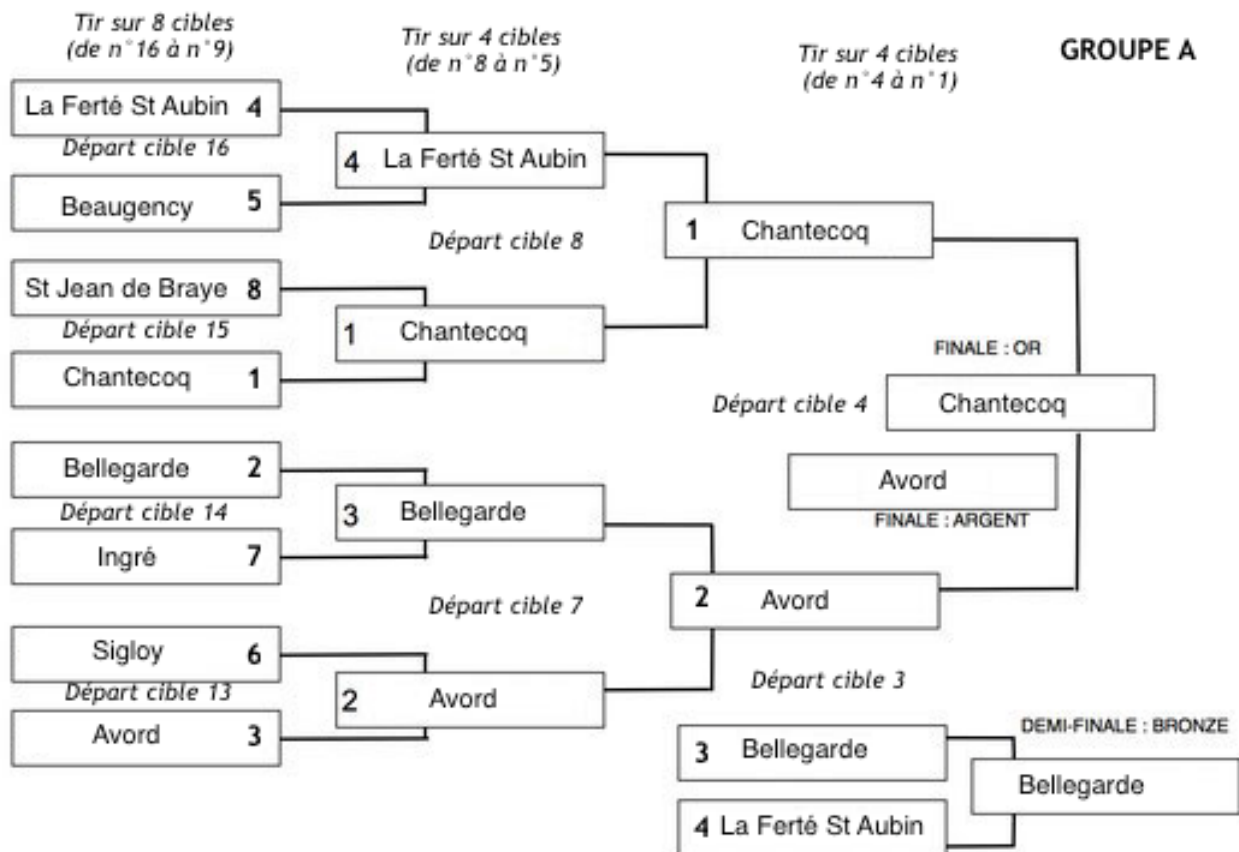 Tir sur 8 cibles
(de n°16 à n°9)
Tir sur 4 cibles
(de n°8 à n°5)
Tir sur 4 cibles
(de n°4 à n°1)
GROUPE A
La Ferté St Aubin 4
Départ cible 16
Beaugency 5
4 La Ferté St Aubin
Départ cible 8
St Jean de Braye 8
Départ cible 15
Chantecoq 1
1 Chantecoq
1 Chantecoq
Bellegarde 2
Départ cible 14
Ingré 7
3 Bellegarde
Départ cible 7
Sigloy 6
Départ cible 13
Avord 3
2 Avord
2 Avord
FINALE : OR
Départ cible 4
Chantecoq
Avord
FINALE : ARGENT
Départ cible 3
3 Bellegarde
4 La Ferté St Aubin
DEMI-FINALE : BRONZE
Bellegarde